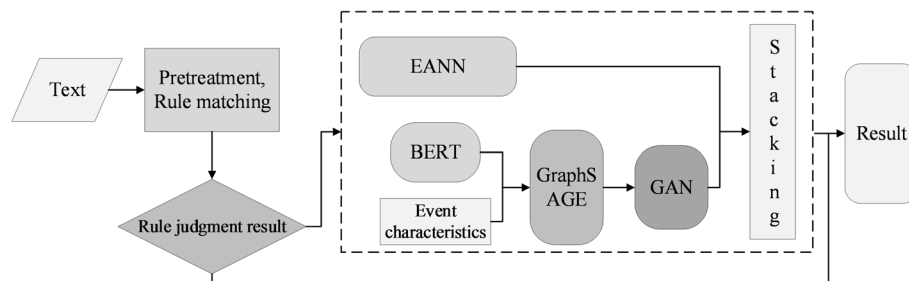 Text
Pretreatment,
Rule matching
Rule judgment result
EANN
BERT
Event
characteristics
GraphS
AGE
GAN
S
t
a
c
k
i
n
g
Result